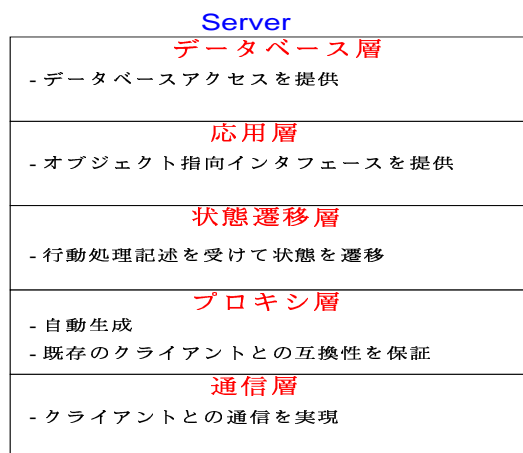 Server
データベース層
- データベースアクセスを提供
応用層
- オブジェクト指向インタフェースを提供
状態遷移層
- 行動処理記述を受けて状態を遷移
プロキシ層
- 自動生成
- 既存のクライアントとの互換性を保証
通信層
- クライアントとの通信を実現